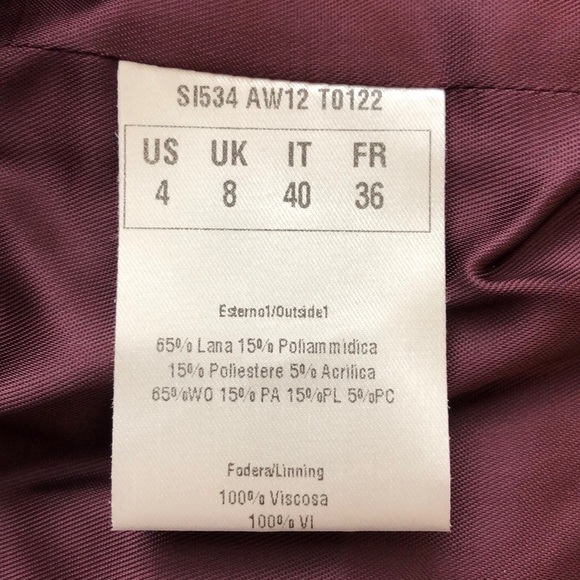 SI534 AW12 T0122
US UK IT FR
4 8 40 36
Esterno1/Outside1
65% Lana 15% Poliammidica
15% Poliestere 5% Acrilica
65%WO 15% PA 15%PL 5%PC
Fodera/Linning
100% Viscosa
100% VI